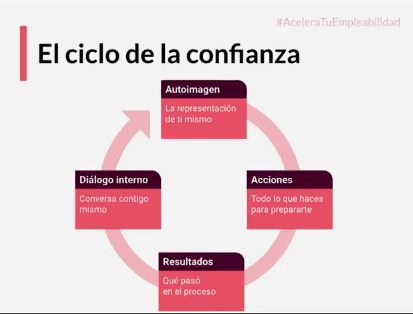 #AceleraTuEmpleabilidad
El ciclo de la confianza
Autoimagen
La representación
de ti mismo
Diálogo interno
Conversa contigo
mismo
Acciones
Todo lo que haces
para prepararte
Resultados
Qué pasó
en el proceso